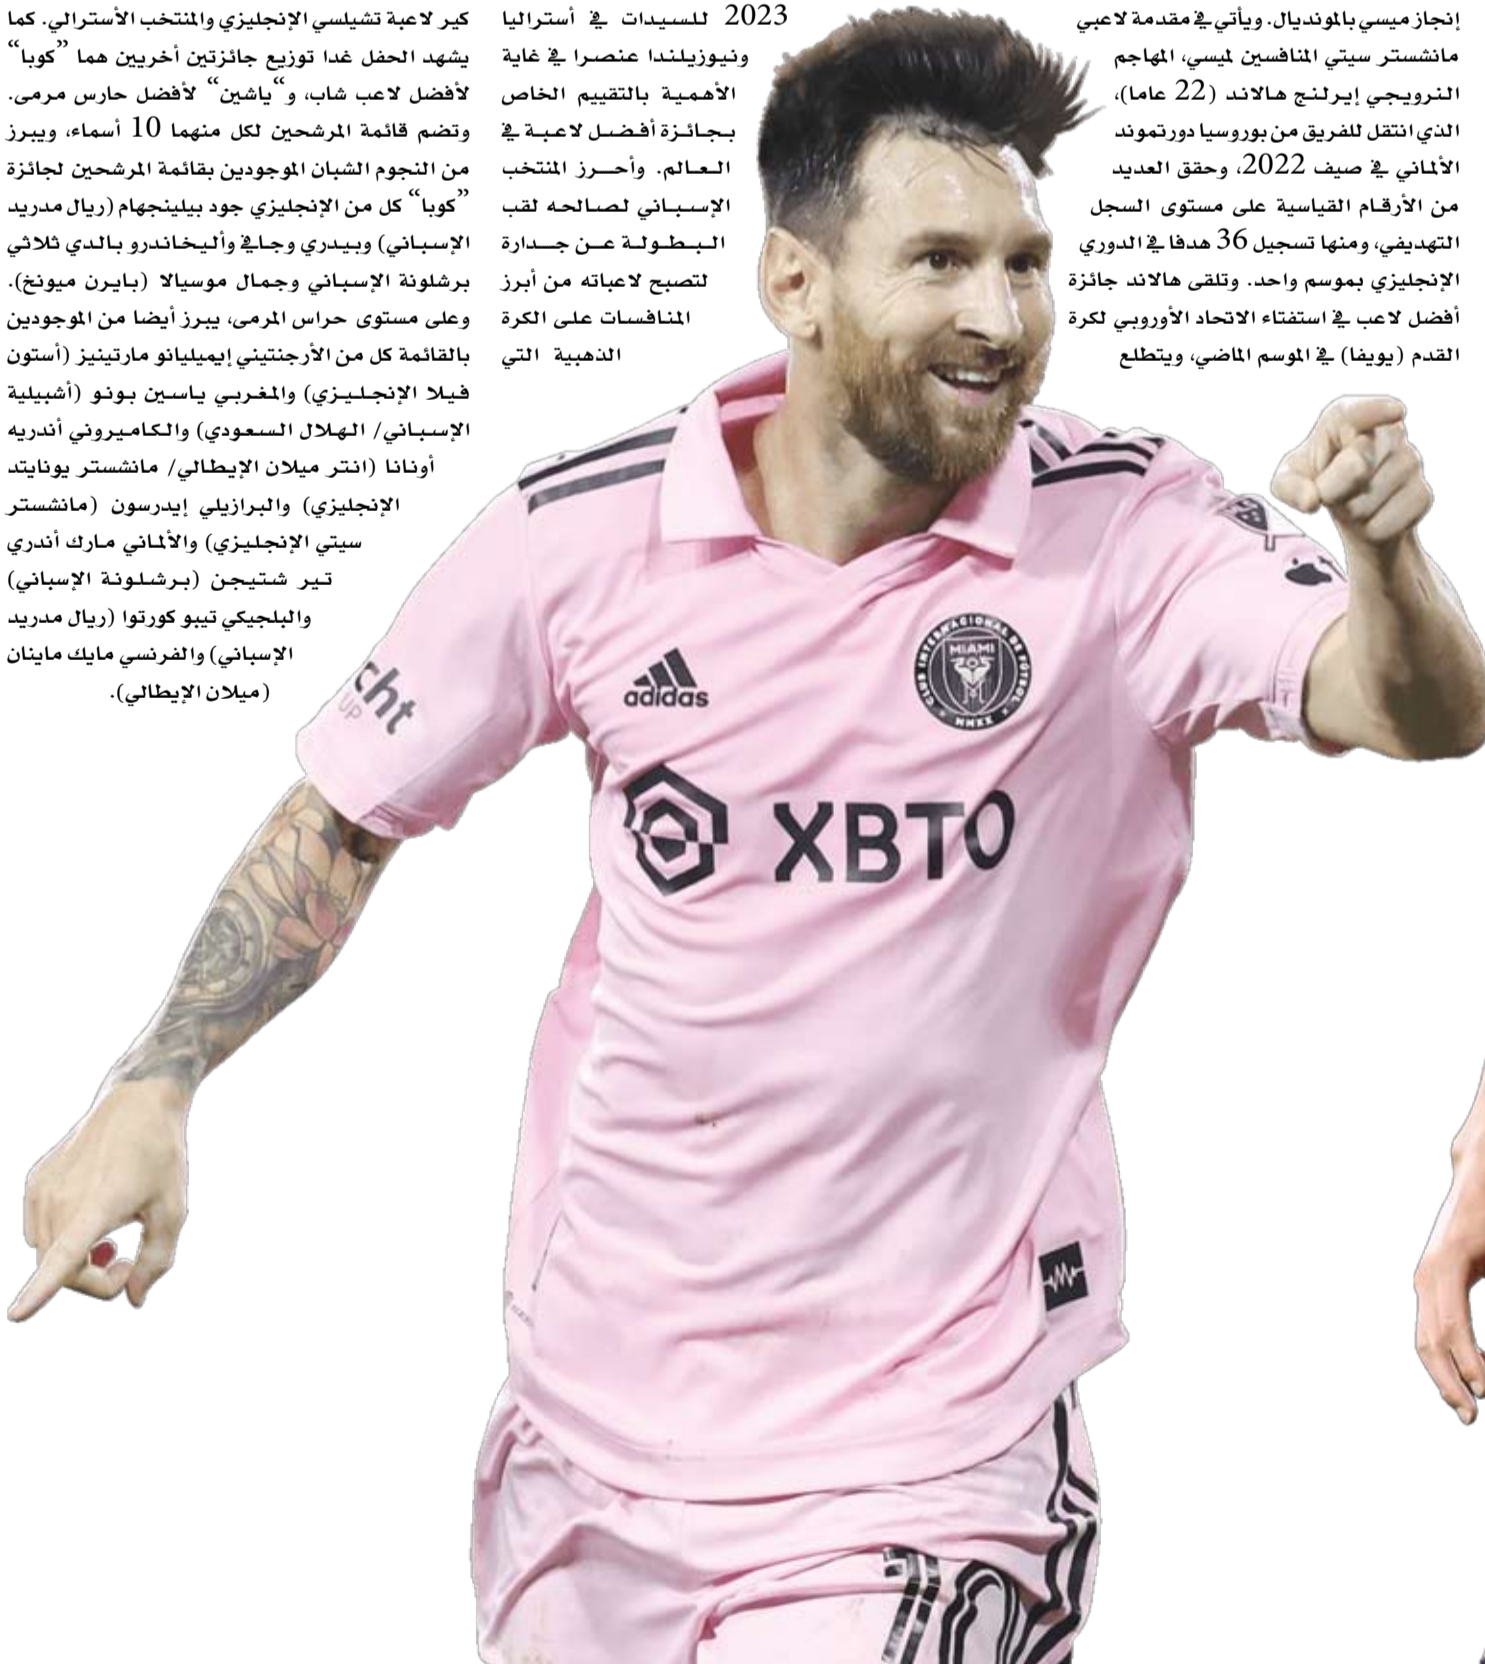 إنجاز ميسي بالمونديال. ويأتي في مقدمة لاعبي
مانشستر سيتي المنافسين لميسي، المهاجم
النرويجي إيرلنج هالاند (22 عاما)،
الذي انتقل للفريق من بوروسيا دورتموند
الألماني في صيف 2022، وحقق العديد
من الأرقام القياسية على مستوى السجل
التهديفي، ومنها تسجيل 36 هدفا في الدوري
الإنجليزي بموسم واحد. وتلقى هالاند جائزة
أفضل لاعب في استفتاء الاتحاد الأوروبي لكرة
القدم (يويفا) في الموسم الماضي، ويتطلع
2023 للسيدات في أستراليا
ونيوزيلندا عنصرا في غاية
الأهمية بالتقييم الخاص
بجائزة أفضل لاعبة في
العالم. وأحرز المنتخب
الإسباني لصالحه لقب
البطولة عن جدارة
لتصبح لاعباته من أبرز
المنافسات على الكرة
الذهبية التي
كير لاعبة تشيلسي الإنجليزي والمنتخب الأسترالي. كما
يشهد الحفل غدا توزيع جائزتين أخريين هما ”كوبا“
لأفضل لاعب شاب، و“ياشين“ لأفضل حارس مرمى.
وتضم قائمة المرشحين لكل منهما 10 أسماء، ويبرز
من النجوم الشبان الموجودين بقائمة المرشحين لجائزة
”كوبا“ كل من الإنجليزي جود بيلينجهام (ريال مدريد
الإسباني) وبيدري وجافي وأليخاندرو بالدي ثلاثي
برشلونة الإسباني وجمال موسيالا (بايرن ميونخ).
وعلى مستوى حراس المرمى، يبرز أيضا من الموجودين
بالقائمة كل من الأرجنتيني إيميليانو مارتينيز (أستون
فيلا الإنجليزي) والمغربي ياسين بونو (أشبيلية
الإسباني/ الهلال السعودي) والكاميروني أندريه
أونانا (انتر ميلان الإيطالي/ مانشستر يونايتد
الإنجليزي) والبرازيلي إيدرسون (مانشستر
سيتي الإنجليزي) والألماني مارك أندري
تير شتيجن (برشلونة الإسباني)
والبلجيكي تيبو كورتوا (ريال مدريد
الإسباني) والفرنسي مايك ماينان
(ميلان الإيطالي).
cht
UP
adidas
CLUB INTERNACIONAL DE FÚTBOL
MIAMI
MMXX
XBTO
10